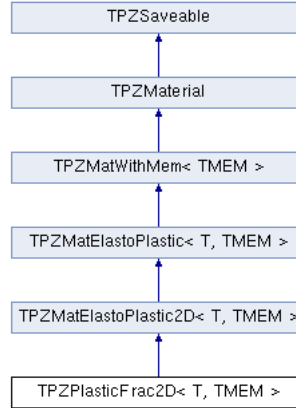 TPZSaveable
TPZMaterial
TPZMatWithMem< TMEM >
TPZMatElastoPlastic< T, TMEM >
TPZMatElastoPlastic2D< T, TMEM >
TPZPlasticFrac2D< T, TMEM >